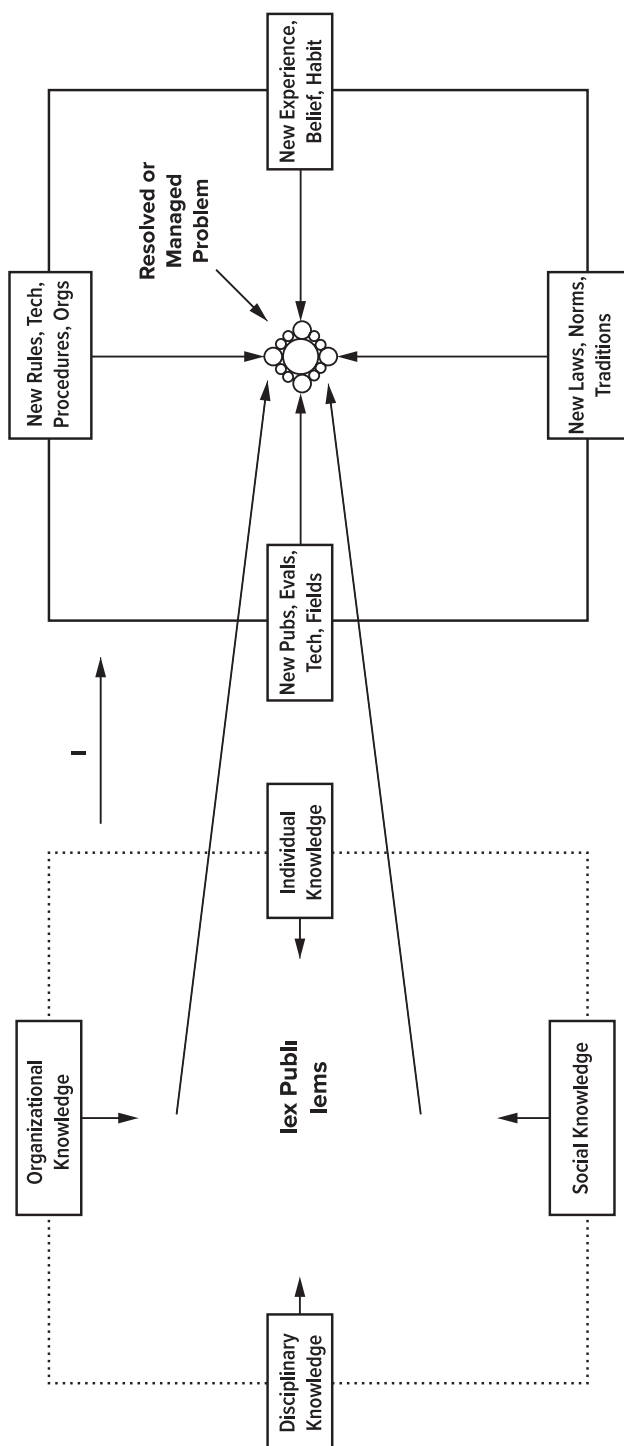 Organizational
Knowledge
Disciplinary
Knowledge
lex Publi
lems
Individual
Knowledge
Social Knowledge
New Rules, Tech,
Procedures, Orgs
Resolved or
Managed
Problem
New Pubs, Evals,
Tech, Fields
New Experience,
Belief, Habit
New Laws, Norms,
Traditions